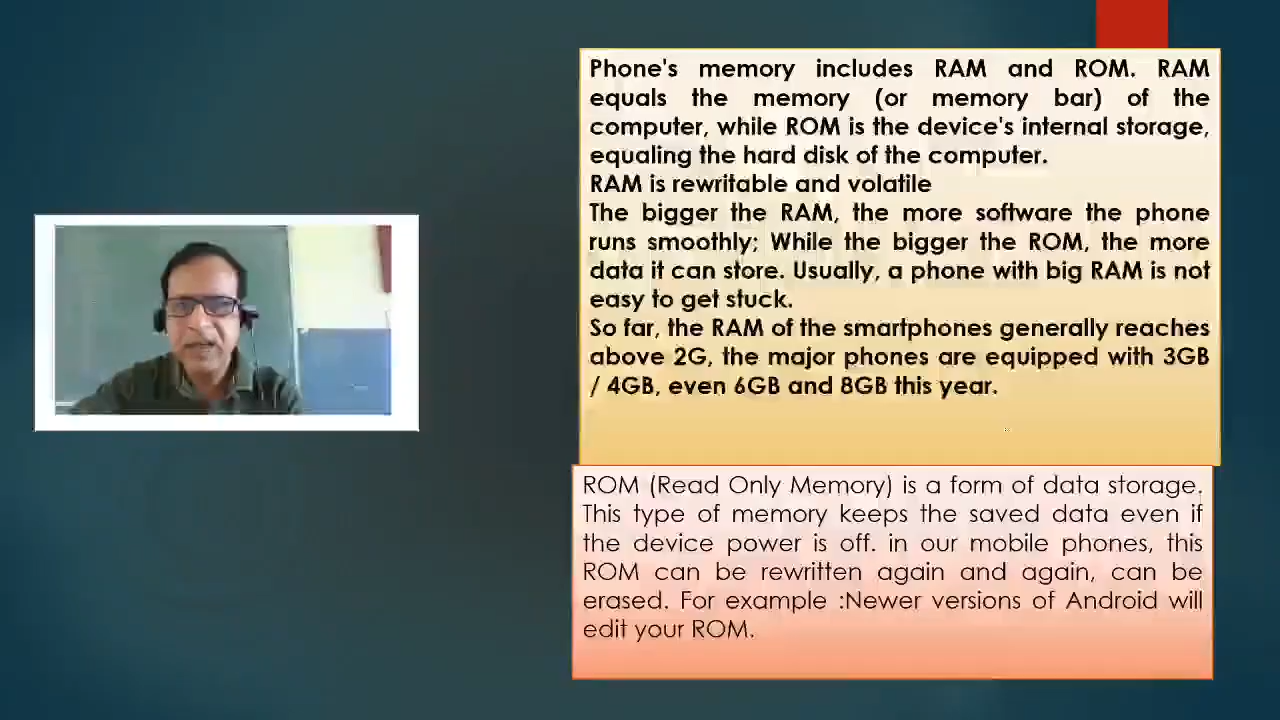 Phone's memory includes RAM and ROM. RAM
equals the memory (or memory bar) of the
computer, while ROM is the device's internal storage,
equaling the hard disk of the computer.
RAM is rewritable and volatile
The bigger the RAM, the more software the phone
runs smoothly; While the bigger the ROM, the more
data it can store. Usually, a phone with big RAM is not
easy to get stuck.
So far, the RAM of the smartphones generally reaches
above 2G, the major phones are equipped with 3GB
/ 4GB, even 6GB and 8GB this year.
ROM (Read Only Memory) is a form of data storage.
This type of memory keeps the saved data even if
the device power is off. in our mobile phones, this
ROM can be rewritten again and again, can be
erased. For example :Newer versions of Android will
edit your ROM.